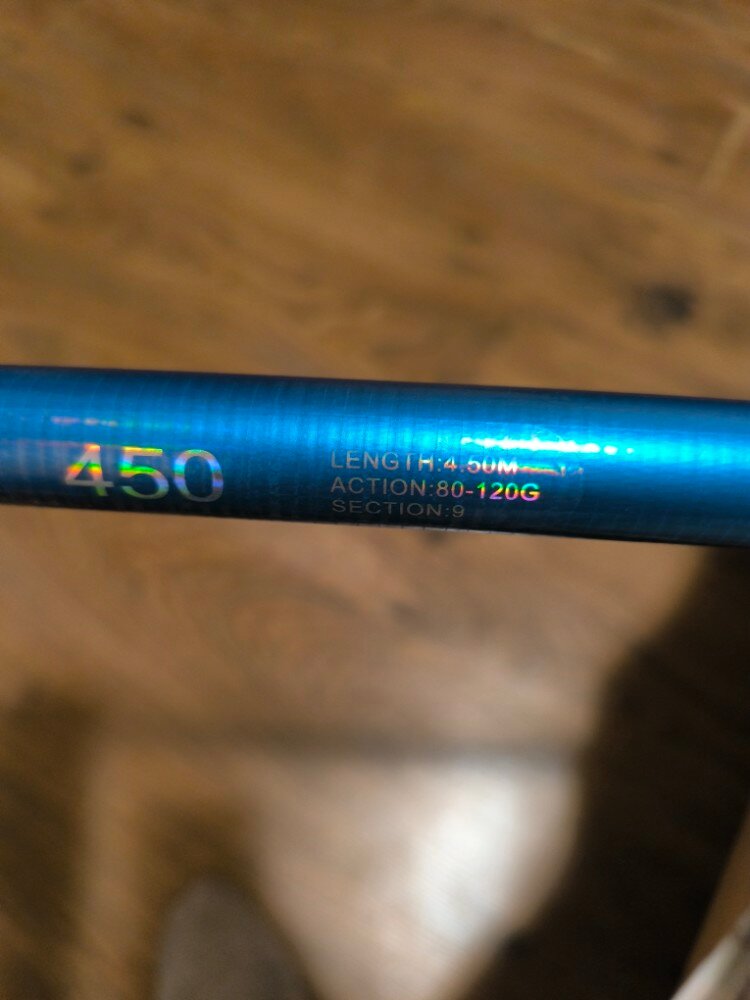 450
LENGTH:4.50M
ACTION:80-120G
SECTION:9